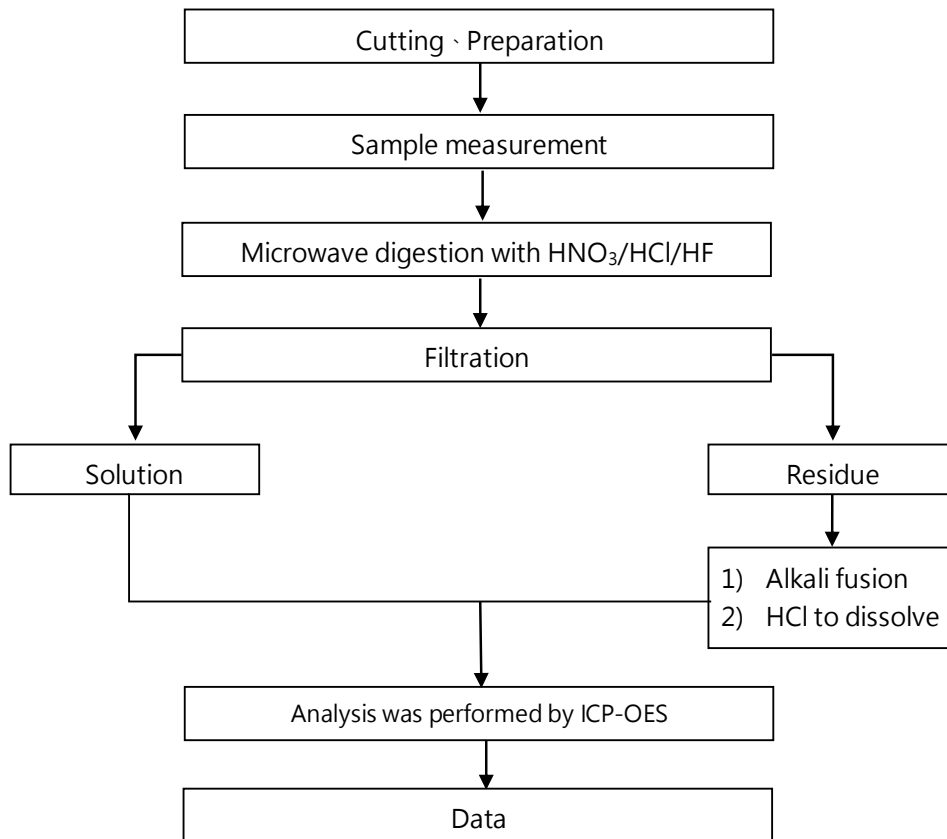 Cutting、Preparation
Sample measurement
Microwave digestion with HNO₃/HCl/HF
Filtration
Solution
Residue
1) Alkali fusion
2) HCl to dissolve
Analysis was performed by ICP-OES
Data